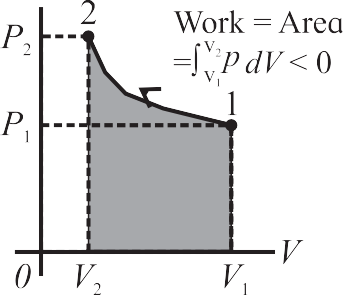 2
P₂
Work = Area
=∫V₁V₂ p dV < 0
1
P₁
0
V₂
V₁
V